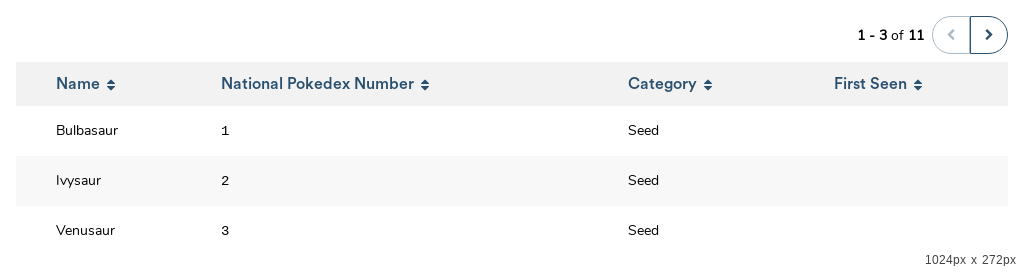 1 - 3 of 11
Name National Pokedex Number Category First Seen
Bulbasaur 1 Seed
Ivysaur 2 Seed
Venusaur 3 Seed
1024px x 272px